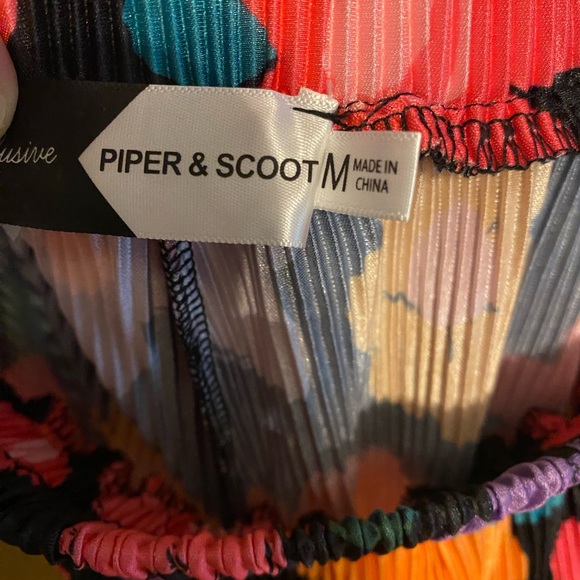 PIPER & SCOOT
M
MADE IN
CHINA